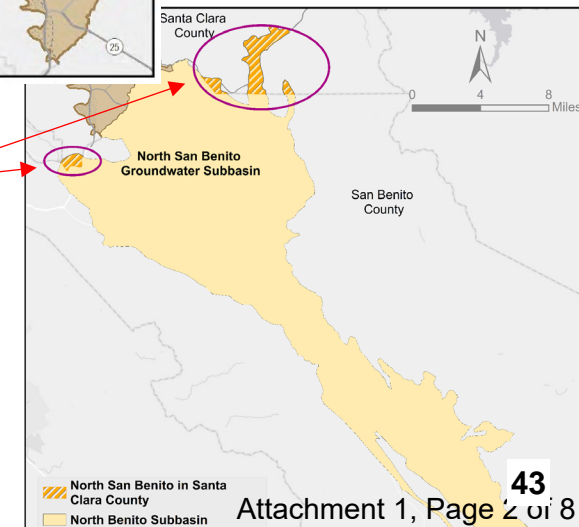 25
Santa Clara
County
N
0 4 8
Miles
North San Benito
Groundwater Subbasin
San Benito
County
North San Benito in Santa
Clara County
North Benito Subbasin
43
Attachment 1, Page 2 of 8